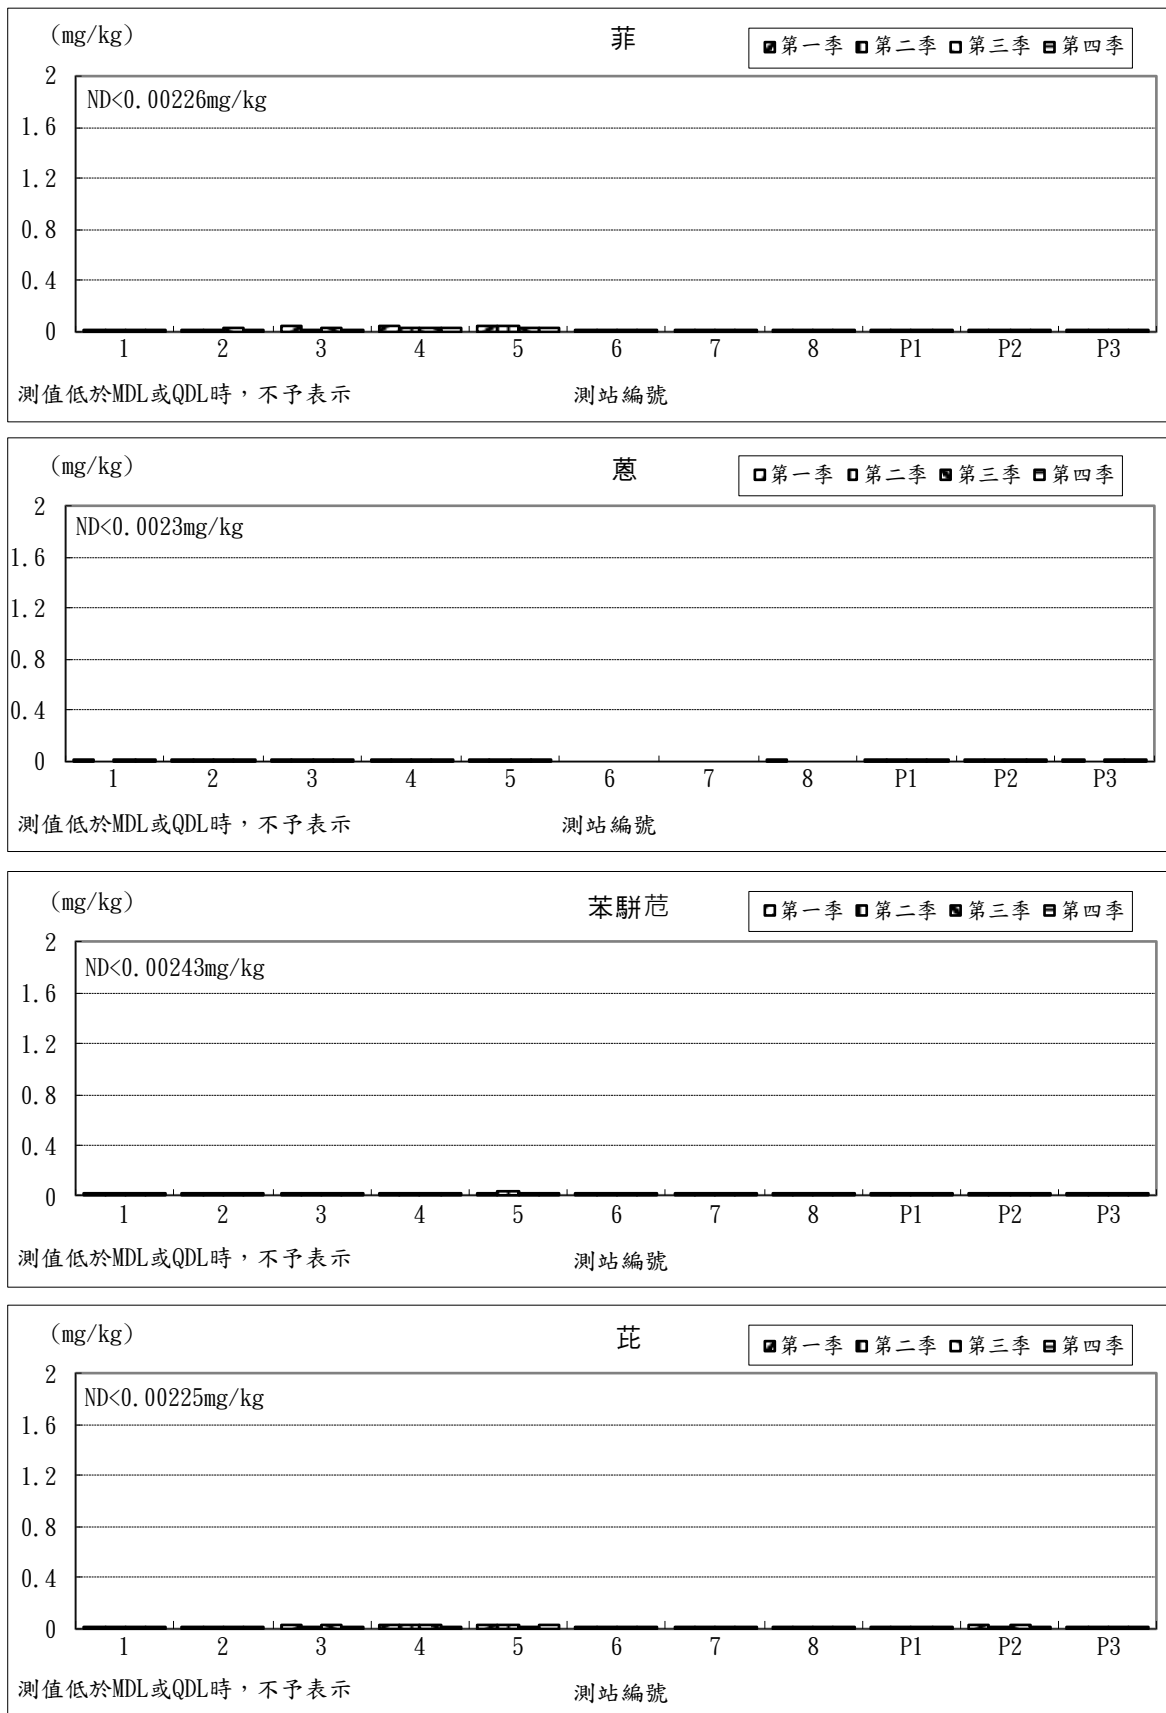 (mg/kg)
菲
第一季 第二季 第三季 第四季
2
ND<0.00226mg/kg
1.6
1.2
0.8
0.4
0
1 2 3 4 5 6 7 8 P1 P2 P3
測值低於MDL或QDL時，不予表示
測站編號
(mg/kg)
蒽
第一季 第二季 第三季 第四季
2
ND<0.0023mg/kg
1.6
1.2
0.8
0.4
0
1 2 3 4 5 6 7 8 P1 P2 P3
測值低於MDL或QDL時，不予表示
測站編號
(mg/kg)
苯駢苊
第一季 第二季 第三季 第四季
2
ND<0.00243mg/kg
1.6
1.2
0.8
0.4
0
1 2 3 4 5 6 7 8 P1 P2 P3
測值低於MDL或QDL時，不予表示
測站編號
(mg/kg)
芘
第一季 第二季 第三季 第四季
2
ND<0.00225mg/kg
1.6
1.2
0.8
0.4
0
1 2 3 4 5 6 7 8 P1 P2 P3
測值低於MDL或QDL時，不予表示
測站編號